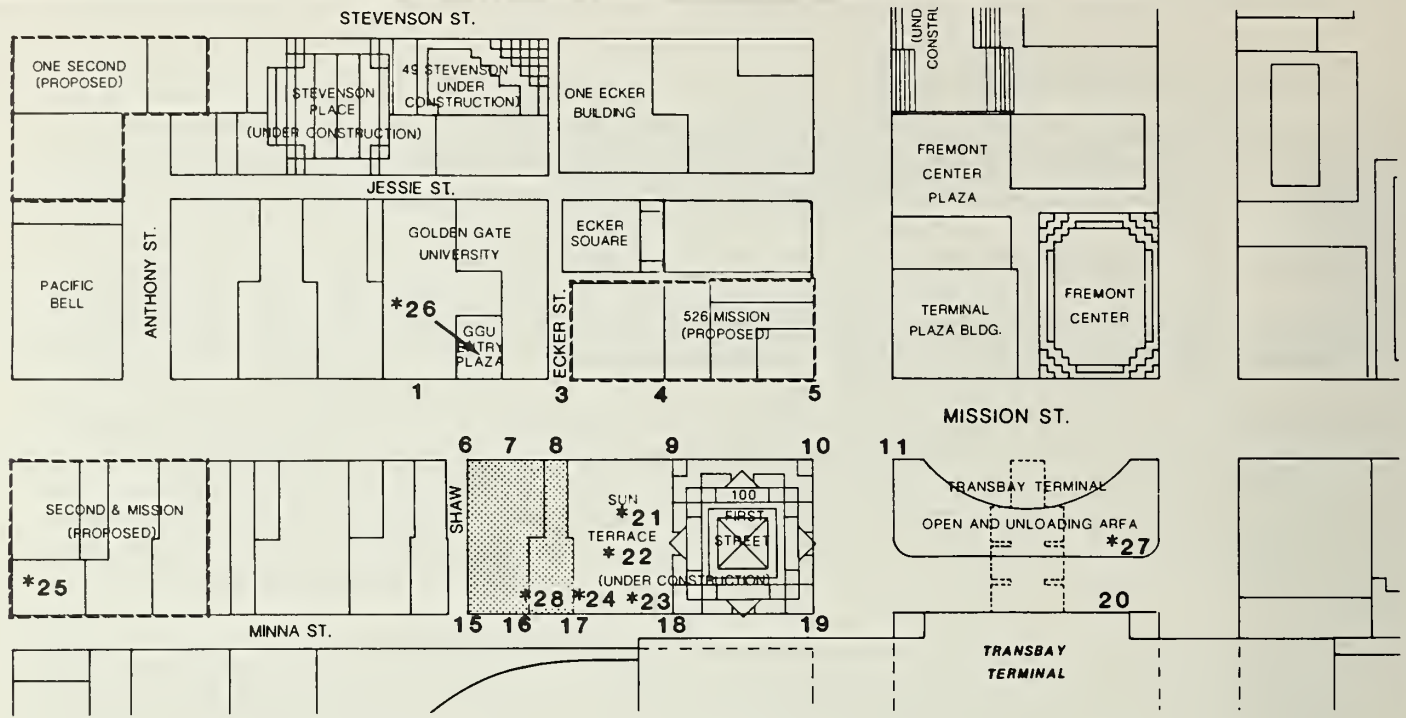 STEVENSON ST.
(UND
CONSTRU
ONE SECOND
(PROPOSED)
STEVENSON
PLACE
(UNDER CONSTRUCTION)
49 STEVENSON
UNDER
CONSTRUCTION)
ONE ECKER
BUILDING
FREMONT
CENTER
PLAZA
JESSIE ST.
ANTHONY ST.
PACIFIC
BELL
GOLDEN GATE
UNIVERSITY
*26
GGU
ENTRY
PLAZA
ECKER
SQUARE
ECKER ST.
526 MISSION
(PROPOSED)
TERMINAL
PLAZA BLDG.
FREMONT
CENTER
1
3
4
5
MISSION ST.
6
7
8
9
10
11
SECOND & MISSION
(PROPOSED)
*25
SHAW
SUN
*21
TERRACE
*22
(UNDER CONSTRUCTION)
*28
*24
*23
100
FIRST
STREET
TRANSBAY TERMINAL
OPEN AND UNLOADING AREA
*27
20
MINNA ST.
15
16
17
18
19
TRANSBAY
TERMINAL